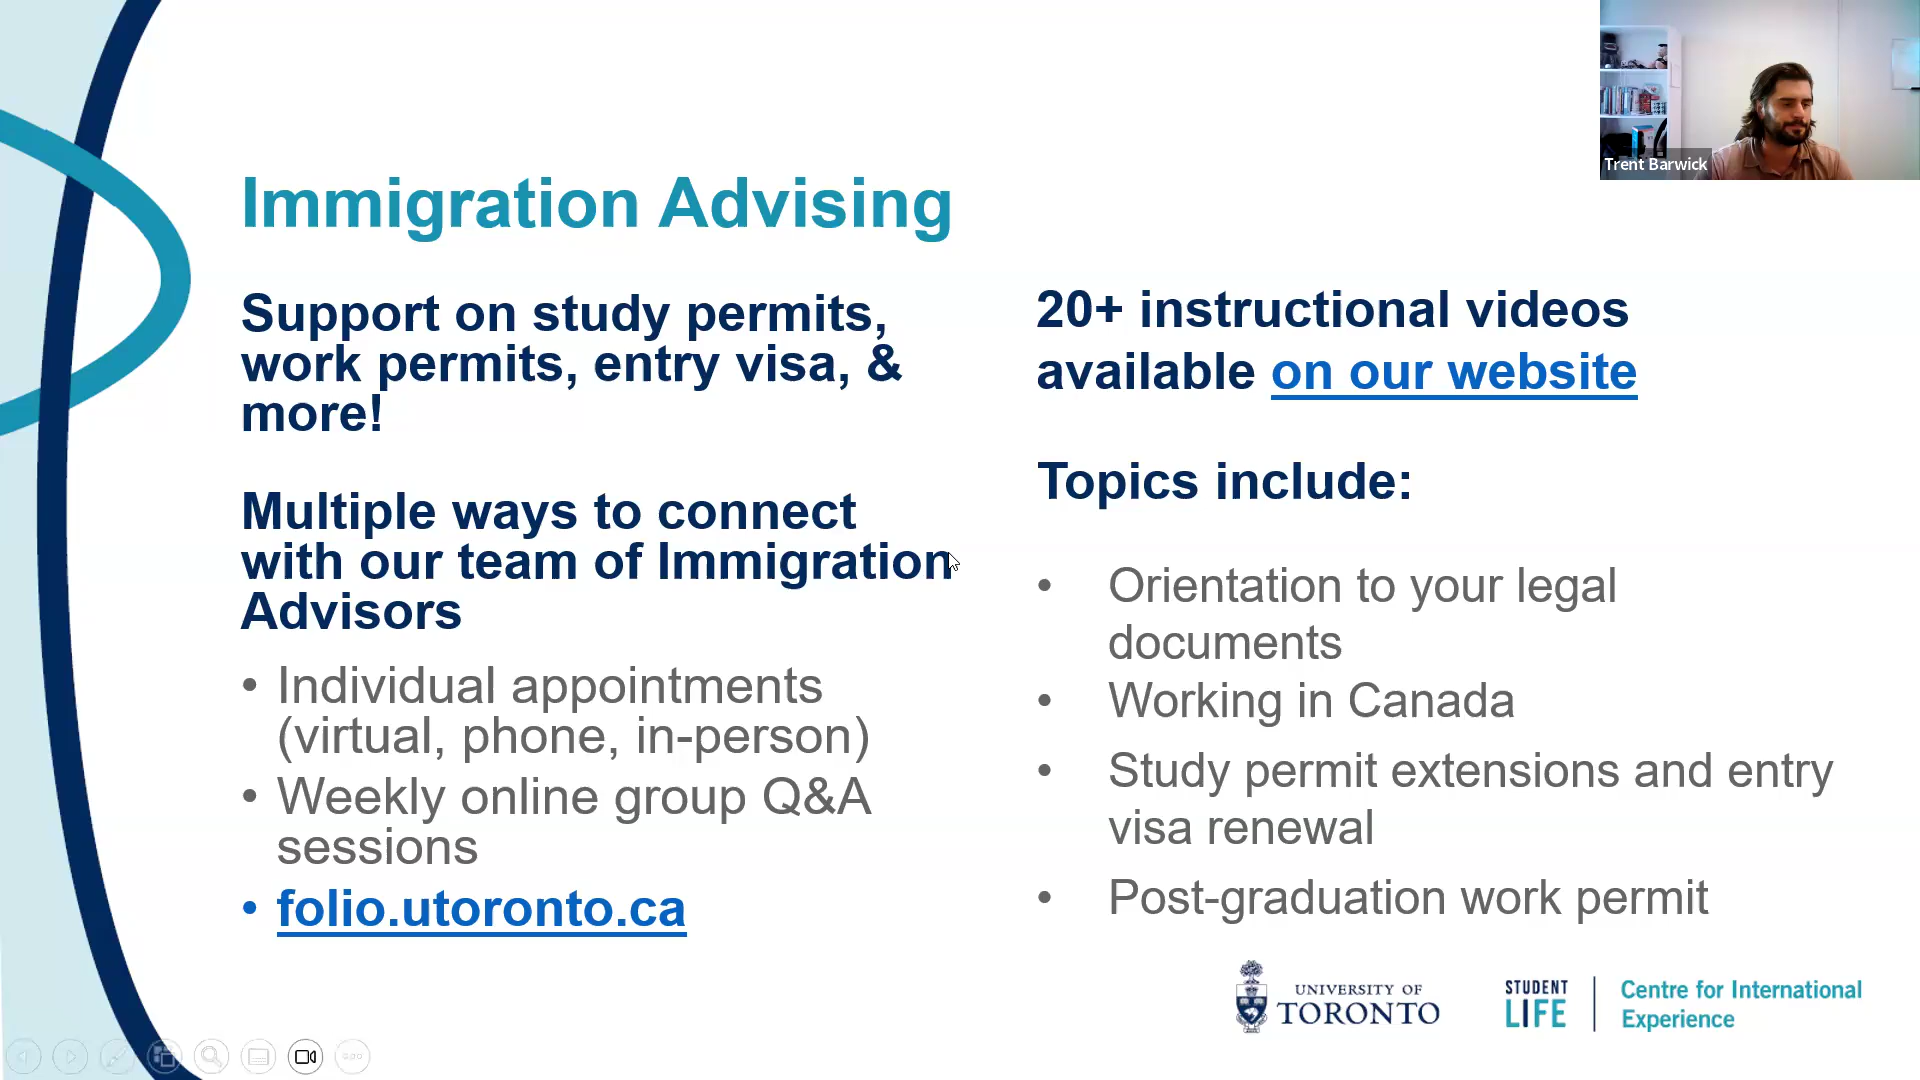 Trent Barwick
Immigration Advising
Support on study permits,
work permits, entry visa, &
more!
Multiple ways to connect
with our team of Immigration
Advisors
• Individual appointments
(virtual, phone, in-person)
• Weekly online group Q&A
sessions
• folio.utoronto.ca
20+ instructional videos
available on our website
Topics include:
• Orientation to your legal
documents
• Working in Canada
• Study permit extensions and entry
visa renewal
• Post-graduation work permit
UNIVERSITY OF
TORONTO
STUDENT
LIFE
Centre for International
Experience